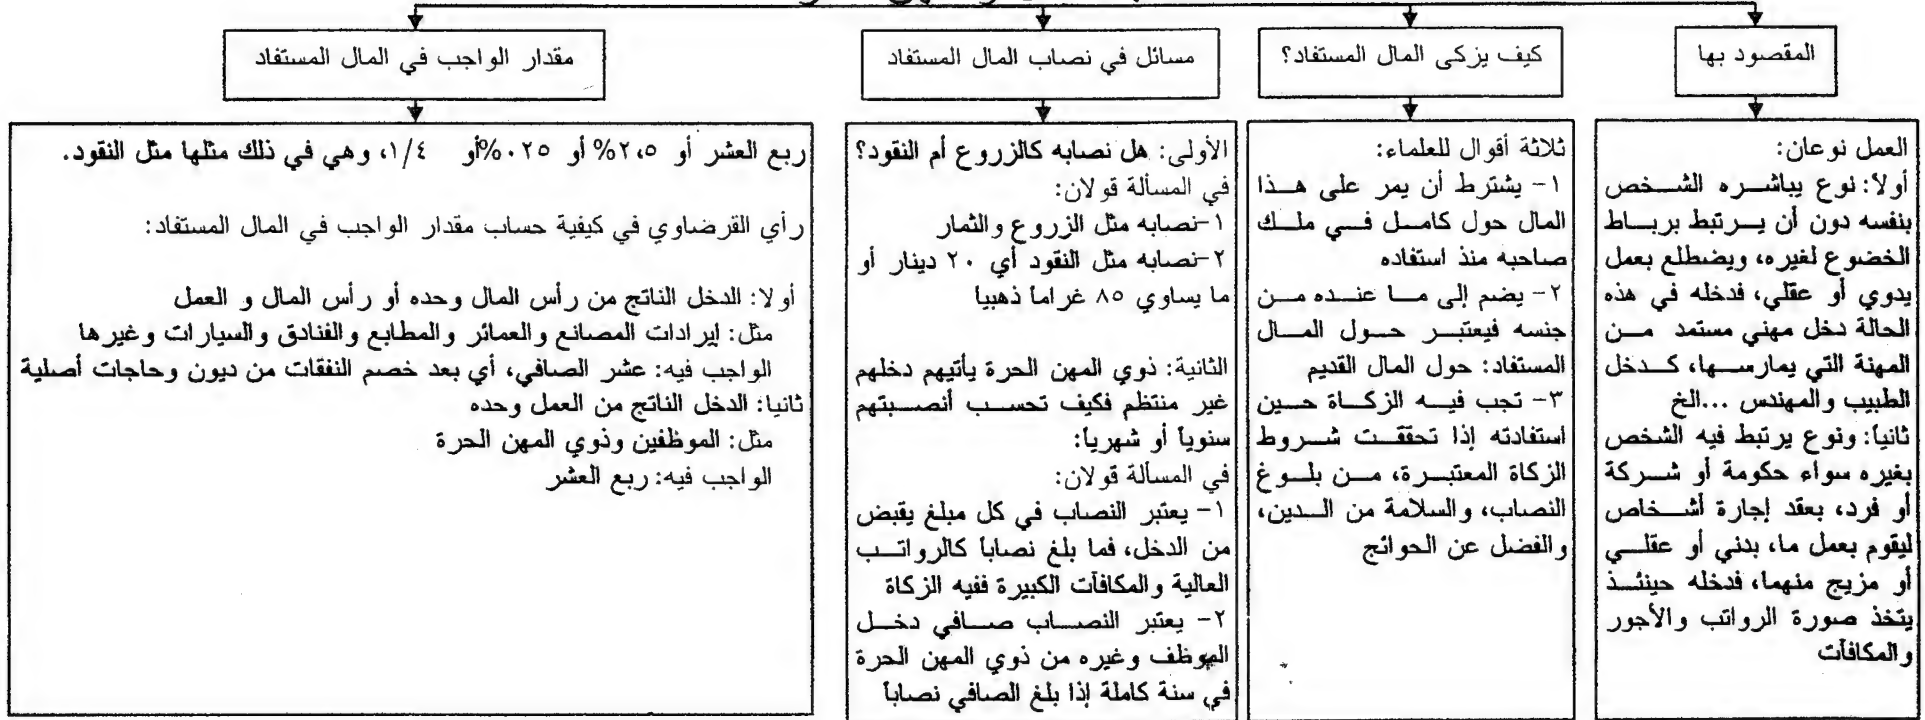 المقصود بها
العمل نوعان:
أولاً: نوع يباشره الشخص
بنفسه دون أن يرتبط برباط
الخضوع لغيره، ويضطلع بعمل
يدوي أو عقلي، فدخله في هذه
الحالة دخل مهني مستمد من
المهنة التي يمارسها، كدخل
الطبيب والمهندس ...الخ
ثانياً: ونوع يرتبط فيه الشخص
بغيره سواء حكومة أو شركة
أو فرد، بعقد إجارة أشخاص
ليقوم بعمل ما، بدني أو عقلي
أو مزيج منهما، فدخله حينئذ
يتخذ صورة الرواتب والأجور
والمكافآت
كيف يزكى المال المستفاد؟
ثلاثة أقوال للعلماء:
١- يشترط أن يمر على هذا
المال حول كامل في ملك
صاحبه منذ استفاده
٢- يضم إلى ما عنده من
جنسه فيعتبر حول المال
المستفاد: حول المال القديم
٣- تجب فيه الزكاة حين
استفادته إذا تحققت شروط
الزكاة المعتبرة، من بلوغ
النصاب، والسلامة من الدين،
والفضل عن الحوائج
مسائل في نصاب المال المستفاد
الأولى: هل نصابه كالزروع أم النقود؟
في المسألة قولان:
١-نصابه مثل الزروع والثمار
٢-نصابه مثل النقود أي ٢٠ دينار أو
ما يساوي ٨٥ غراما ذهبيا
الثانية: ذوي المهن الحرة يأتيهم دخلهم
غير منتظم فكيف تحسب أنصبتهم
سنوياً أو شهرياً:
في المسألة قولان:
١- يعتبر النصاب في كل مبلغ يقبض
من الدخل، فما بلغ نصاباً كالرواتب
العالية والمكافآت الكبيرة ففيه الزكاة
٢- يعتبر النصاب صافي دخل
الموظف وغيره من ذوي المهن الحرة
في سنة كاملة إذا بلغ الصافي نصاباً
مقدار الواجب في المال المستفاد
ربع العشر أو ٢،٥% أو ٠٢٥.%أو ١/٤، وهي في ذلك مثلها مثل النقود.
رأي القرضاوي في كيفية حساب مقدار الواجب في المال المستفاد:
أولا: الدخل الناتج من رأس المال وحده أو رأس المال و العمل
مثل: إيرادات المصانع والعمائر والمطابع والفنادق والسيارات وغيرها
الواجب فيه: عشر الصافي، أي بعد خصم النفقات من ديون وحاجات أصلية
ثانيا: الدخل الناتج من العمل وحده
مثل: الموظفين وذوي المهن الحرة
الواجب فيه: ربع العشر